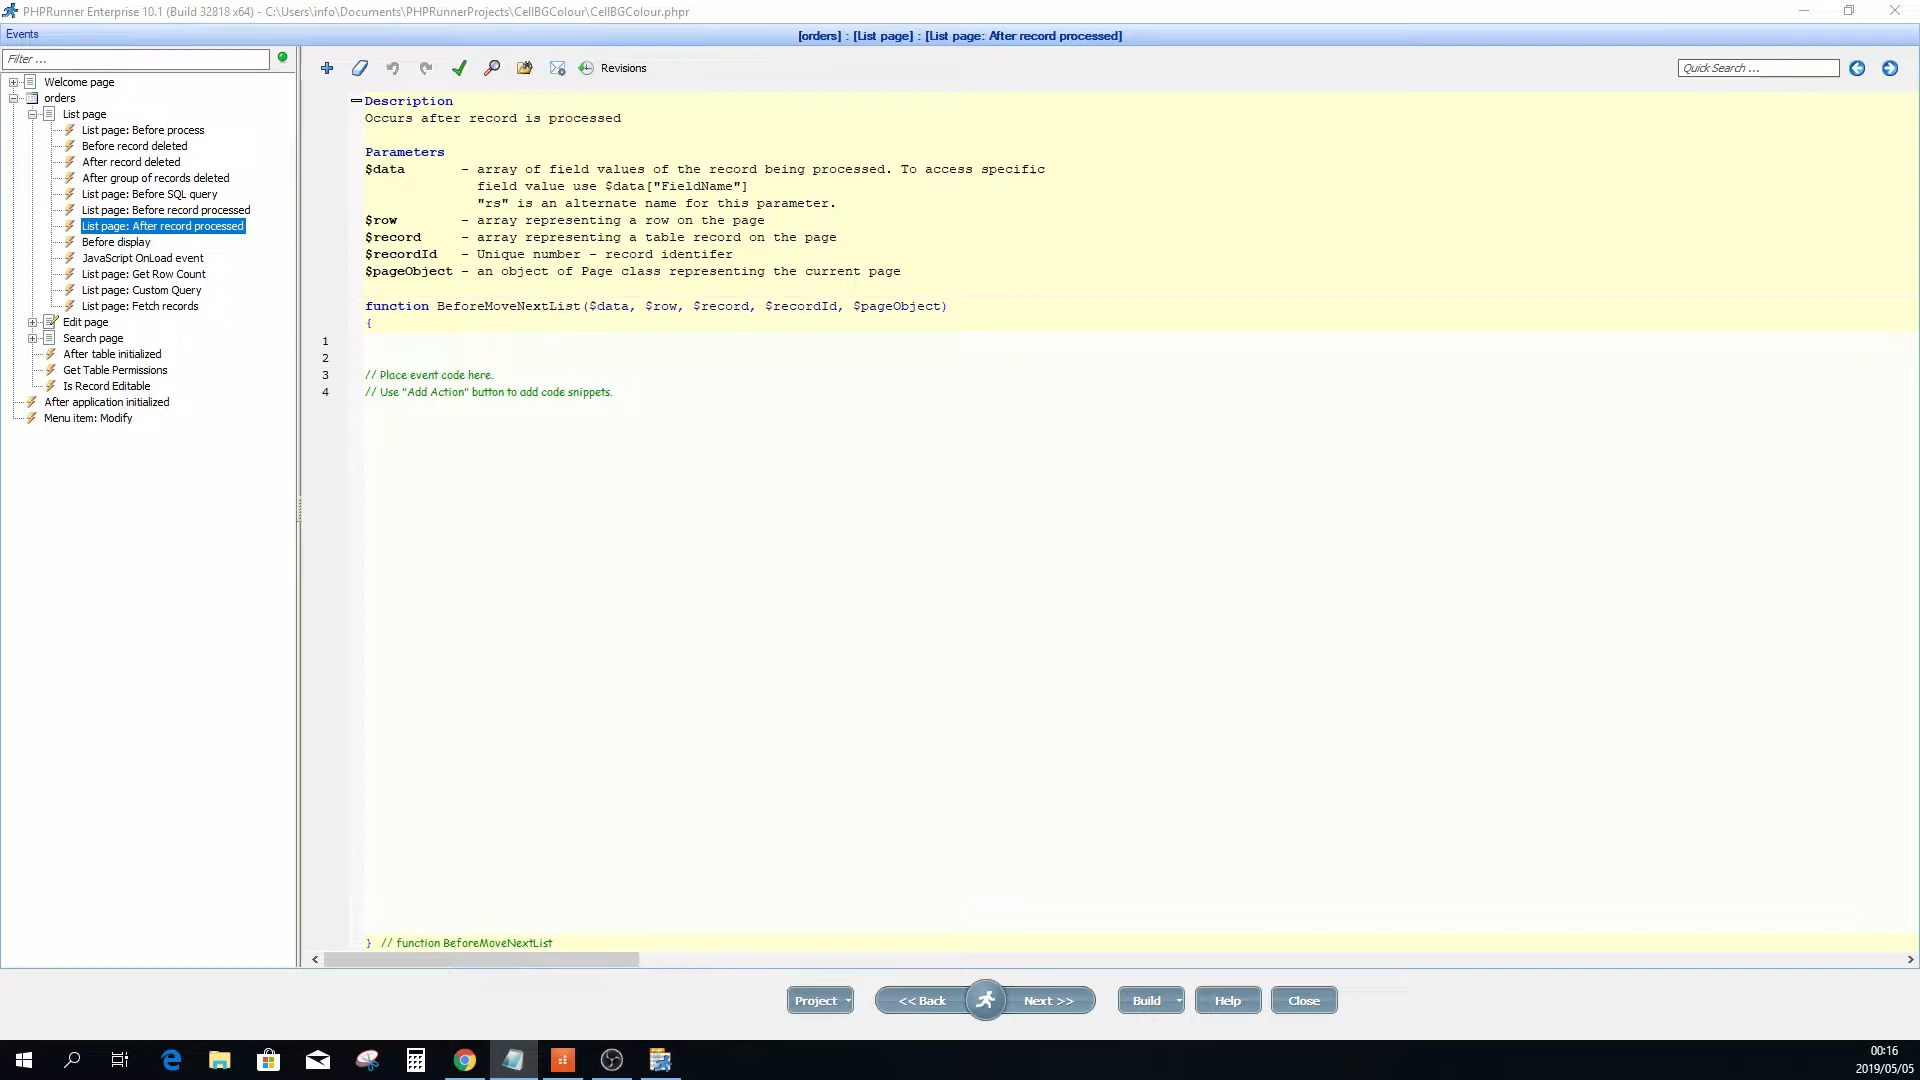 PHPRunner Enterprise 10.1 (Build 32818 x64) - C:\Users\info\Documents\PHPRunnerProjects\CellBGColour\CellBGColour.phpr
Events
[orders] : [List page] : [List page: After record processed]
Filter ...
Revisions
Quick Search ...
Welcome page
orders
List page
List page: Before process
Before record deleted
After record deleted
After group of records deleted
List page: Before SQL query
List page: Before record processed
List page: After record processed
Before display
JavaScript OnLoad event
List page: Get Row Count
List page: Custom Query
List page: Fetch records
Edit page
Search page
After table initialized
Get Table Permissions
Is Record Editable
After application initialized
Menu item: Modify
Description
Occurs after record is processed
Parameters
$data - array of field values of the record being processed. To access specific
field value use $data["FieldName"]
"rs" is an alternate name for this parameter.
$row - array representing a row on the page
$record - array representing a table record on the page
$recordId - Unique number - record identifer
$pageObject - an object of Page class representing the current page
function BeforeMoveNextList($data, $row, $record, $recordId, $pageObject)
{
1
2
3 // Place event code here.
4 // Use "Add Action" button to add code snippets.
} // function BeforeMoveNextList
Project
<< Back
Next >>
Build
Help
Close
00:16
2019/05/05